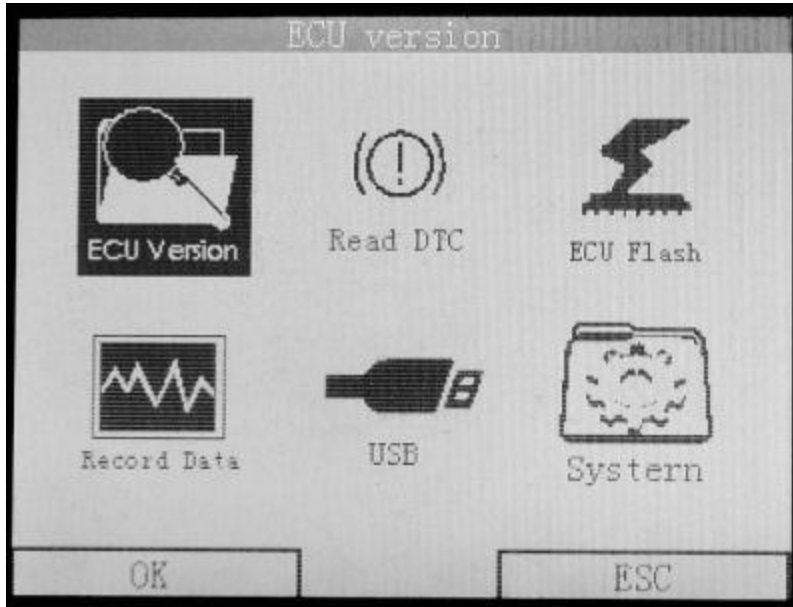 ECU version
ECU Version
Read DTC
ECU Flash
Record Data
USB
Systern
OK
ESC